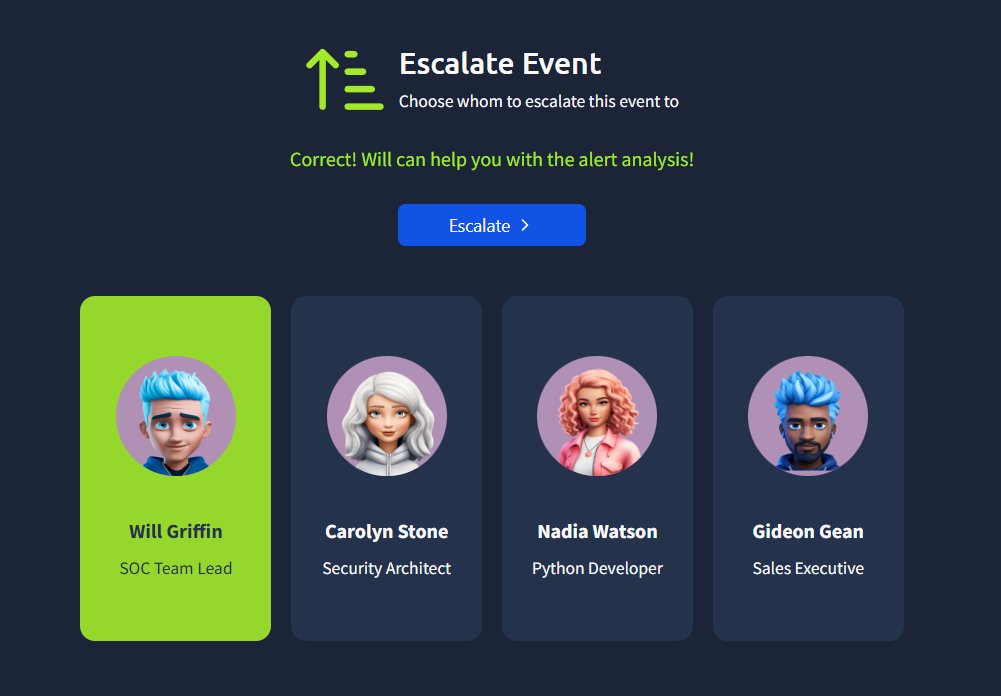 Escalate Event
Choose whom to escalate this event to
Correct! Will can help you with the alert analysis!
Escalate
Will Griffin
SOC Team Lead
Carolyn Stone
Security Architect
Nadia Watson
Python Developer
Gideon Gean
Sales Executive